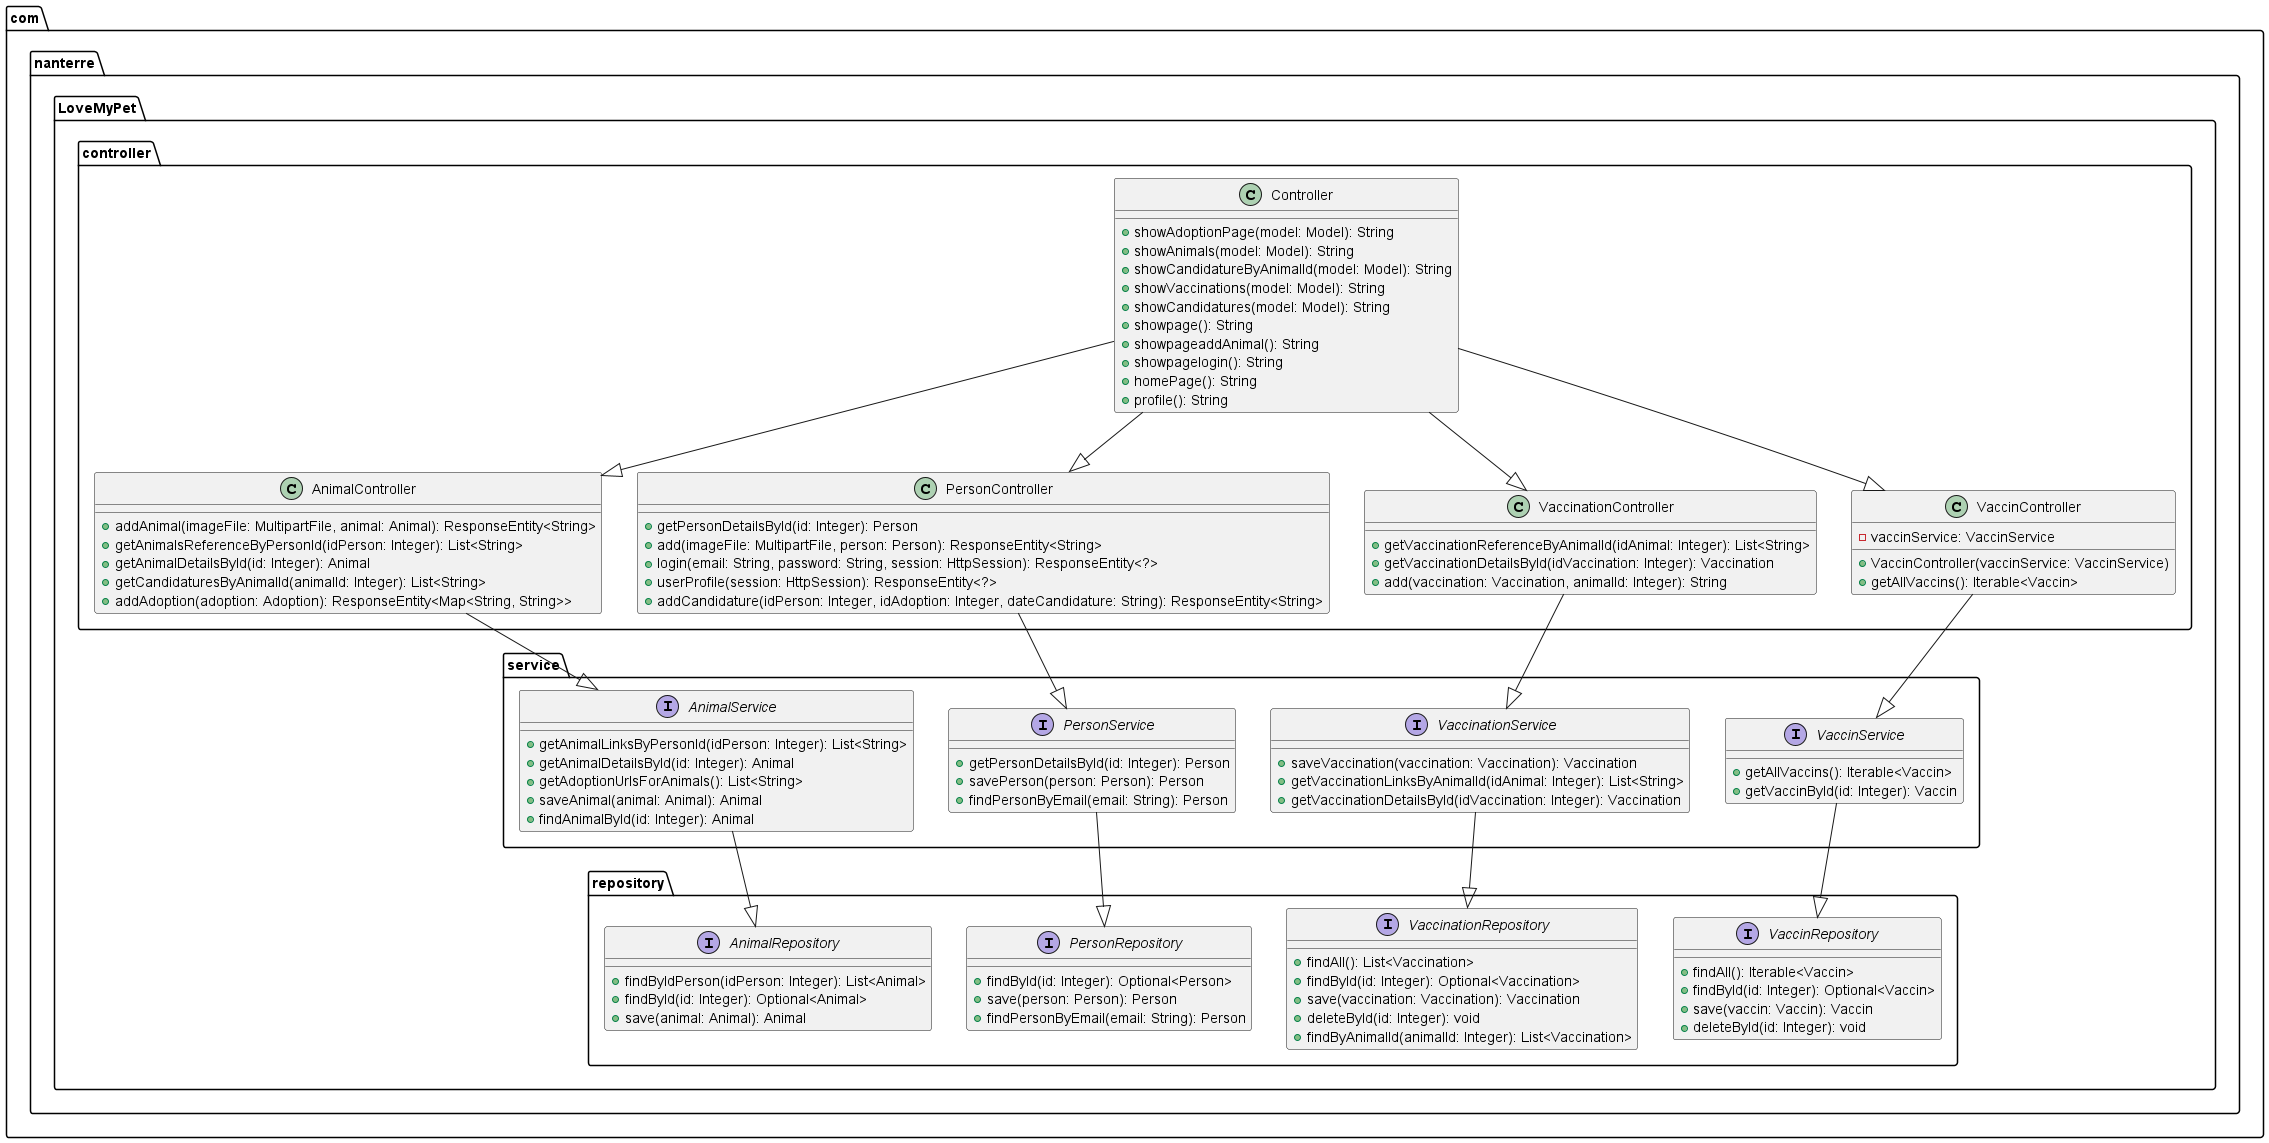 com
nanterre
LoveMyPet
controller
C Controller
showAdoptionPage(model: Model): String
showAnimals(model: Model): String
showCandidatureByAnimalId(model: Model): String
showVaccinations(model: Model): String
showCandidatures(model: Model): String
showpage(): String
showpageaddAnimal(): String
showpagelogin(): String
homePage(): String
profile(): String
C AnimalController
addAnimal(imageFile: MultipartFile, animal: Animal): ResponseEntity<String>
getAnimalsReferenceByPersonId(idPerson: Integer): List<String>
getAnimalDetailsById(id: Integer): Animal
getCandidaturesByAnimalId(animalId: Integer): List<String>
addAdoption(adoption: Adoption): ResponseEntity<Map<String, String>>
C PersonController
getPersonDetailsById(id: Integer): Person
add(imageFile: MultipartFile, person: Person): ResponseEntity<String>
login(email: String, password: String, session: HttpSession): ResponseEntity<?>
userProfile(session: HttpSession): ResponseEntity<?>
addCandidature(idPerson: Integer, idAdoption: Integer, dateCandidature: String): ResponseEntity<String>
C VaccinationController
getVaccinationReferenceByAnimalId(idAnimal: Integer): List<String>
getVaccinationDetailsById(idVaccination: Integer): Vaccination
add(vaccination: Vaccination, animalId: Integer): String
C VaccinController
vaccinService: VaccinService
VaccinController(vaccinService: VaccinService)
getAllVaccins(): Iterable<Vaccin>
service
I AnimalService
getAnimalLinksByPersonId(idPerson: Integer): List<String>
getAnimalDetailsById(id: Integer): Animal
getAdoptionUrlsForAnimals(): List<String>
saveAnimal(animal: Animal): Animal
findAnimalById(id: Integer): Animal
I PersonService
getPersonDetailsById(id: Integer): Person
savePerson(person: Person): Person
findPersonByEmail(email: String): Person
I VaccinationService
saveVaccination(vaccination: Vaccination): Vaccination
getVaccinationLinksByAnimalId(idAnimal: Integer): List<String>
getVaccinationDetailsById(idVaccination: Integer): Vaccination
I VaccinService
getAllVaccins(): Iterable<Vaccin>
getVaccinById(id: Integer): Vaccin
repository
I AnimalRepository
findByIdPerson(idPerson: Integer): List<Animal>
findById(id: Integer): Optional<Animal>
save(animal: Animal): Animal
I PersonRepository
findById(id: Integer): Optional<Person>
save(person: Person): Person
findPersonByEmail(email: String): Person
I VaccinationRepository
findAll(): List<Vaccination>
findById(id: Integer): Optional<Vaccination>
save(vaccination: Vaccination): Vaccination
deleteById(id: Integer): void
findByAnimalId(animalId: Integer): List<Vaccination>
I VaccinRepository
findAll(): Iterable<Vaccin>
findById(id: Integer): Optional<Vaccin>
save(vaccin: Vaccin): Vaccin
deleteById(id: Integer): void